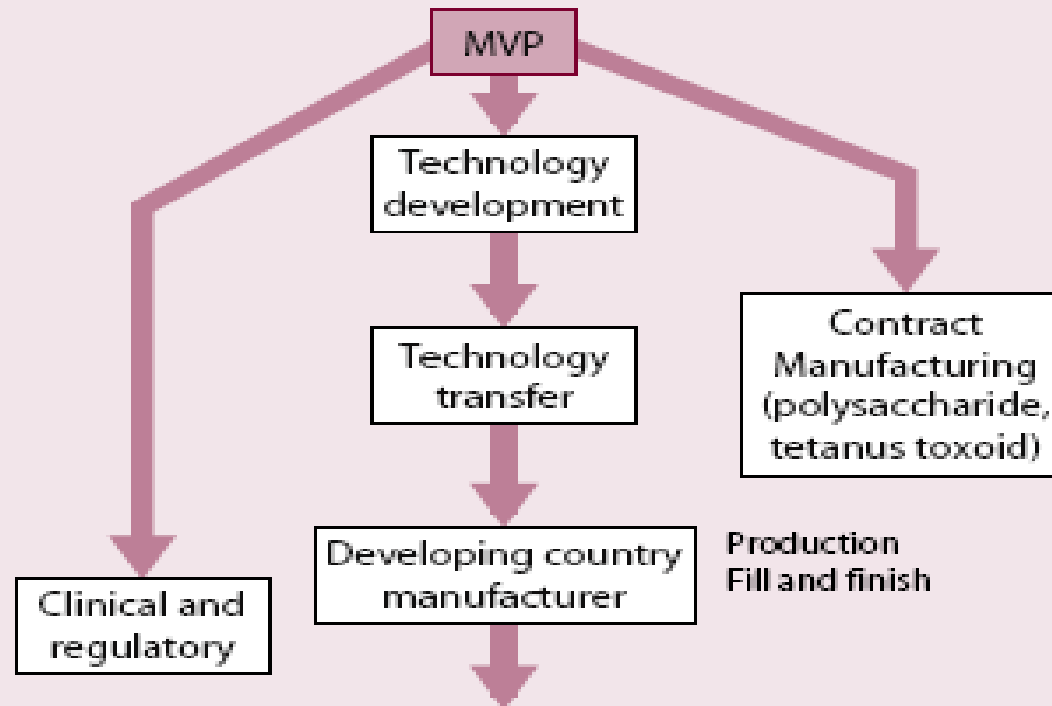 MVP
Technology
development
Technology
transfer
Contract
Manufacturing
(polysaccharide,
tetanus toxoid)
Developing country
manufacturer
Production
Fill and finish
Clinical and
regulatory